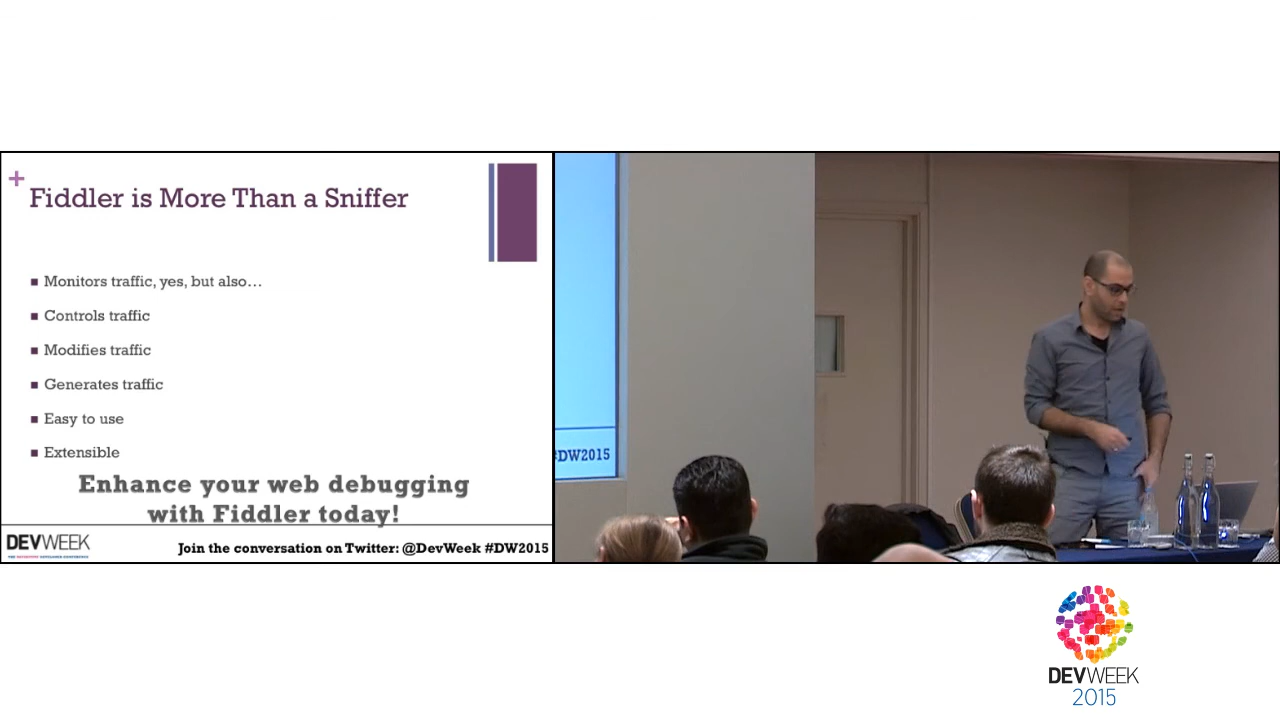 +
Fiddler is More Than a Sniffer
Monitors traffic, yes, but also...
Controls traffic
Modifies traffic
Generates traffic
Easy to use
Extensible
Enhance your web debugging
with Fiddler today!
DEVWEEK
Join the conversation on Twitter: @DevWeek #DW2015
#DW2015
DEVWEEK
2015